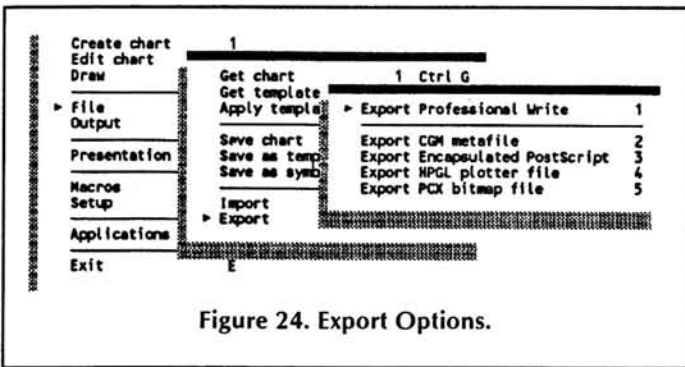 Create chart 1
Edit chart
Draw
► File
Output
Presentation
Macros
Setup
Applications
Exit E
Get chart 1 Ctrl G
Get template
Apply templa
Save chart
Save as temp
Save as symb
Import
► Export
► Export Professional Write 1
Export CGM metafile 2
Export Encapsulated PostScript 3
Export HPGL plotter file 4
Export PCX bitmap file 5
Figure 24. Export Options.